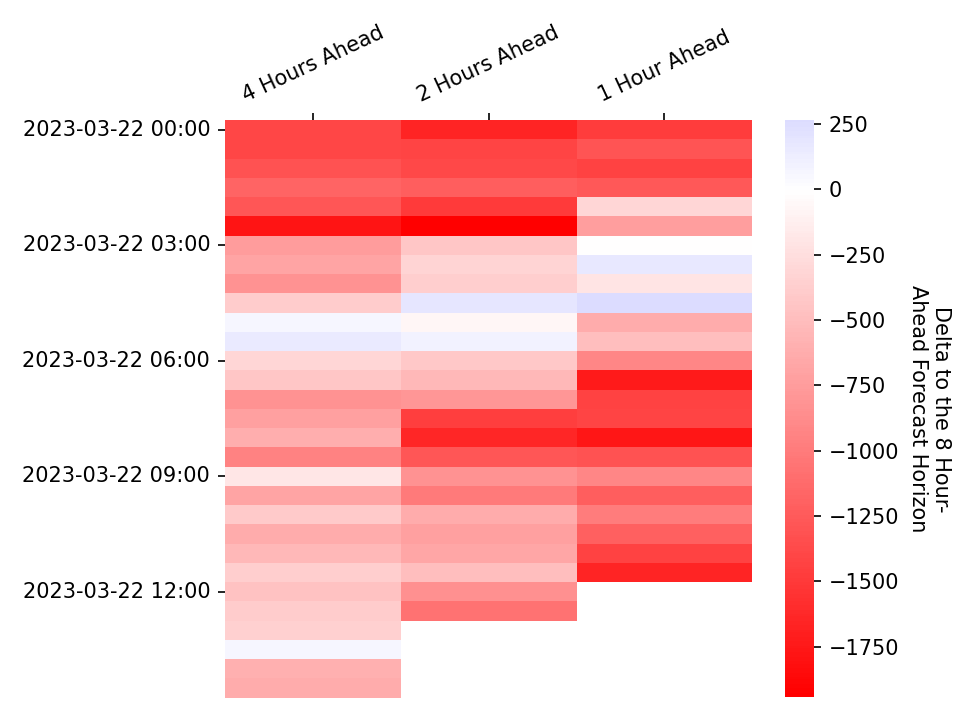 4 Hours Ahead
2 Hours Ahead
1 Hour Ahead
2023-03-22 00:00
2023-03-22 03:00
2023-03-22 06:00
2023-03-22 09:00
2023-03-22 12:00
250
0
−250
−500
−750
−1000
−1250
−1500
−1750
Delta to the 8 Hour-
Ahead Forecast Horizon